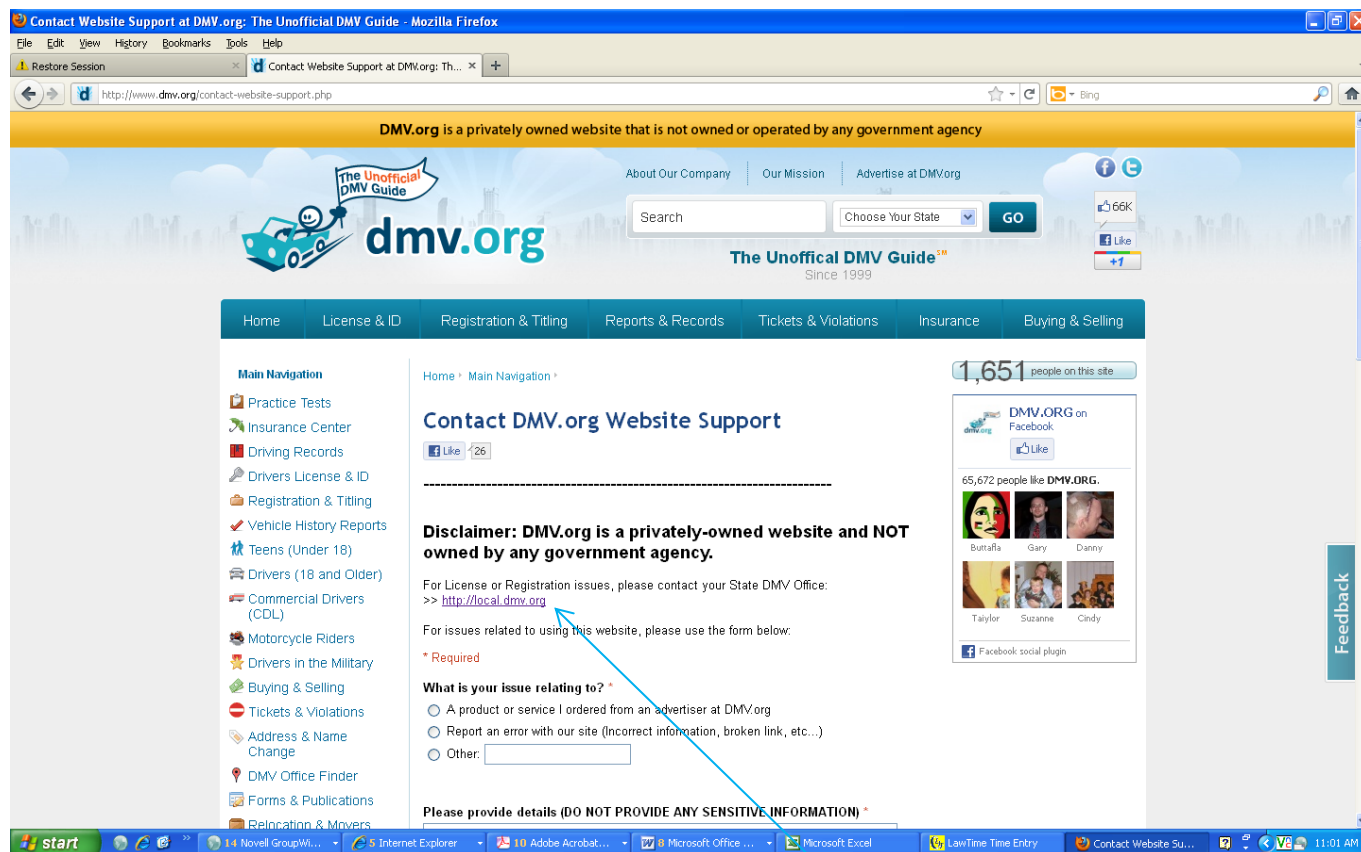 Contact Website Support at DMV.org: The Unofficial DMV Guide - Mozilla Firefox
File Edit View History Bookmarks Tools Help
Restore Session
Contact Website Support at DMV.org: Th...
http://www.dmv.org/contact-website-support.php
Bing
DMV.org is a privately owned website that is not owned or operated by any government agency
The Unofficial
DMV Guide
dmv.org
About Our Company
Our Mission
Advertise at DMV.org
Search
Choose Your State
GO
The Unoffical DMV Guide SM
Since 1999
66K
Like
+1
Home License & ID Registration & Titling Reports & Records Tickets & Violations Insurance Buying & Selling
Main Navigation
Practice Tests
Insurance Center
Driving Records
Drivers License & ID
Registration & Titling
Vehicle History Reports
Teens (Under 18)
Drivers (18 and Older)
Commercial Drivers
(CDL)
Motorcycle Riders
Drivers in the Military
Buying & Selling
Tickets & Violations
Address & Name
Change
DMV Office Finder
Forms & Publications
Relocation & Movers
Home Main Navigation
Contact DMV.org Website Support
Like 26
------------------------------------------------------------------------
Disclaimer: DMV.org is a privately-owned website and NOT
owned by any government agency.
For License or Registration issues, please contact your State DMV Office:
>> http://local.dmv.org
For issues related to using this website, please use the form below:
* Required
What is your issue relating to? *
A product or service I ordered from an advertiser at DMV.org
Report an error with our site (Incorrect information, broken link, etc...)
Other:
Please provide details (DO NOT PROVIDE ANY SENSITIVE INFORMATION) *
1,651 people on this site
DMV.ORG on
Facebook
dmv.org
Like
65,672 people like DMV.ORG.
Buttafla Gary Danny
Taiylor Suzanne Cindy
Facebook social plugin
Feedback
start
14 Novell GroupWi...
5 Internet Explorer
10 Adobe Acrobat...
8 Microsoft Office ...
Microsoft Excel
LawTime Time Entry
Contact Website Su...
11:01 AM